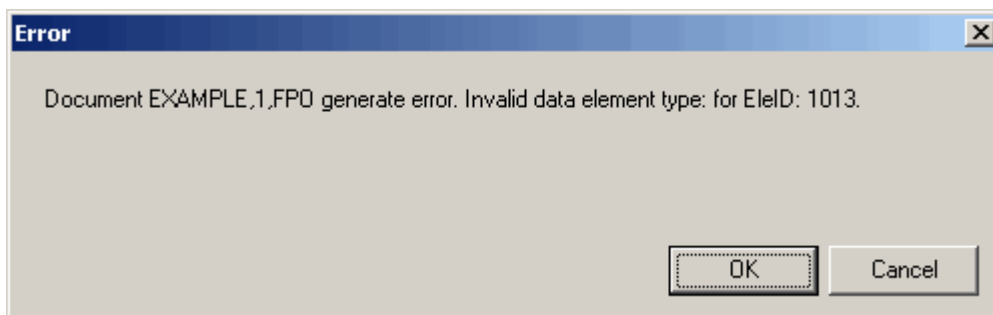 Error
Document EXAMPLE,1,FPO generate error. Invalid data element type: for EleID: 1013.
OK
Cancel